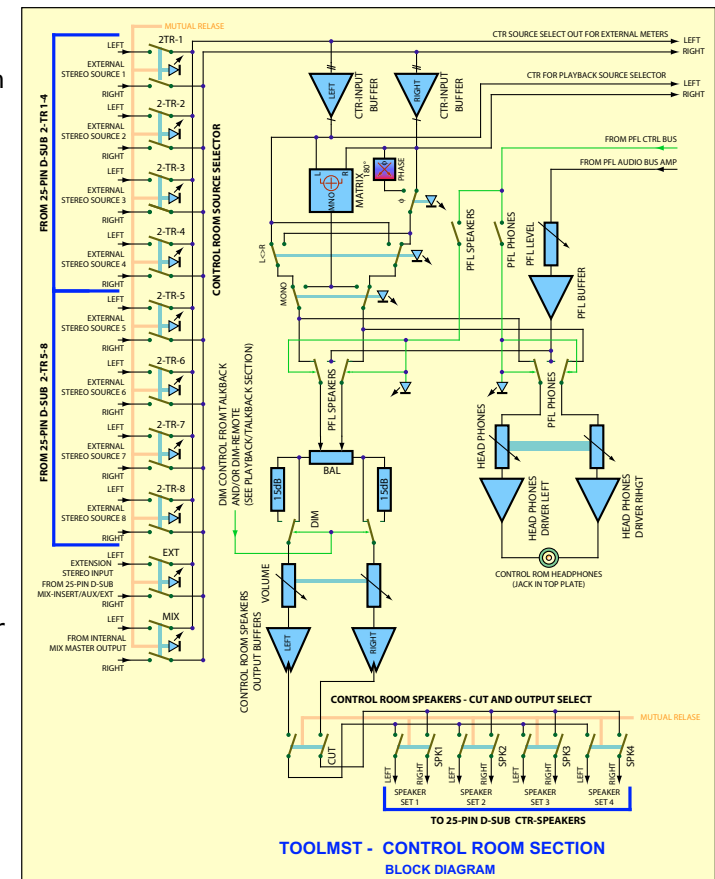 MUTUAL RELASE
CTR SOURCE SELECT OUT FOR EXTERNAL METERS
LEFT
RIGHT
CTR FOR PLAYBACK SOURCE SELECTOR
LEFT
RIGHT
FROM PFL CTRL BUS
FROM PFL AUDIO BUS AMP
FROM 25-PIN D-SUB 2-TR 1-4
FROM 25-PIN D-SUB 2-TR 5-8
CONTROL ROOM SOURCE SELECTOR
2TR-1
LEFT
EXTERNAL
STEREO SOURCE 1
RIGHT
2-TR-2
LEFT
EXTERNAL
STEREO SOURCE 2
RIGHT
2-TR-3
LEFT
EXTERNAL
STEREO SOURCE 3
RIGHT
2-TR-4
LEFT
EXTERNAL
STEREO SOURCE 4
RIGHT
2-TR-5
LEFT
EXTERNAL
STEREO SOURCE 5
RIGHT
2-TR-6
LEFT
EXTERNAL
STEREO SOURCE 6
RIGHT
2-TR-7
LEFT
EXTERNAL
STEREO SOURCE 7
RIGHT
2-TR-8
LEFT
EXTERNAL
STEREO SOURCE 8
RIGHT
EXT
LEFT
EXTENSION
STEREO INPUT
FROM 25-PIN D-SUB
MIX-INSERT/AUX/EXT
RIGHT
MIX
LEFT
FROM INTERNAL
MIX MASTER OUTPUT
RIGHT
LEFT
CTR-INPUT
BUFFER
RIGHT
CTR-INPUT
BUFFER
L
R
MNO
MATRIX
180°
PHASE
ϕ
L<>R
MONO
PFL SPEAKERS
PFL PHONES
PFL LEVEL
PFL BUFFER
PFL SPEAKERS
PFL PHONES
DIM CONTROL FROM TALKBACK
AND/OR DIM-REMOTE
(SEE PLAYBACK/TALKBACK SECTION)
15dB
BAL
15dB
DIM
HEAD PHONES
HEAD PHONES
DRIVER LEFT
HEAD PHONES
DRIVER RIHGT
CONTROL ROM HEADPHONES
(JACK IN TOP PLATE)
VOLUME
CONTROL ROOM SPEAKERS
OUTPUT BUFFERS
LEFT
RIGHT
CONTROL ROOM SPEAKERS - CUT AND OUTPUT SELECT
MUTUAL RELASE
CUT
LEFT
RIGHT
SPK1
LEFT
RIGHT
SPK2
LEFT
RIGHT
SPK3
LEFT
RIGHT
SPK4
SPEAKER
SET 1
SPEAKER
SET 2
SPEAKER
SET 3
SPEAKER
SET 4
TO 25-PIN D-SUB CTR-SPEAKERS
TOOLMST - CONTROL ROOM SECTION
BLOCK DIAGRAM